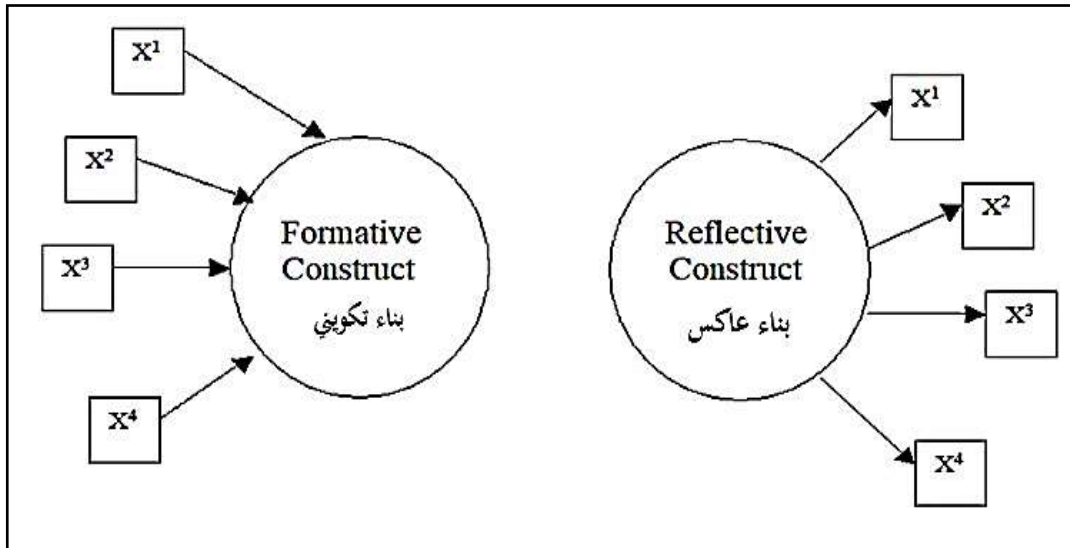 X¹
X²
X³
X⁴
Formative
Construct
بناء تكويني
Reflective
Construct
بناء عاكس
X¹
X²
X³
X⁴